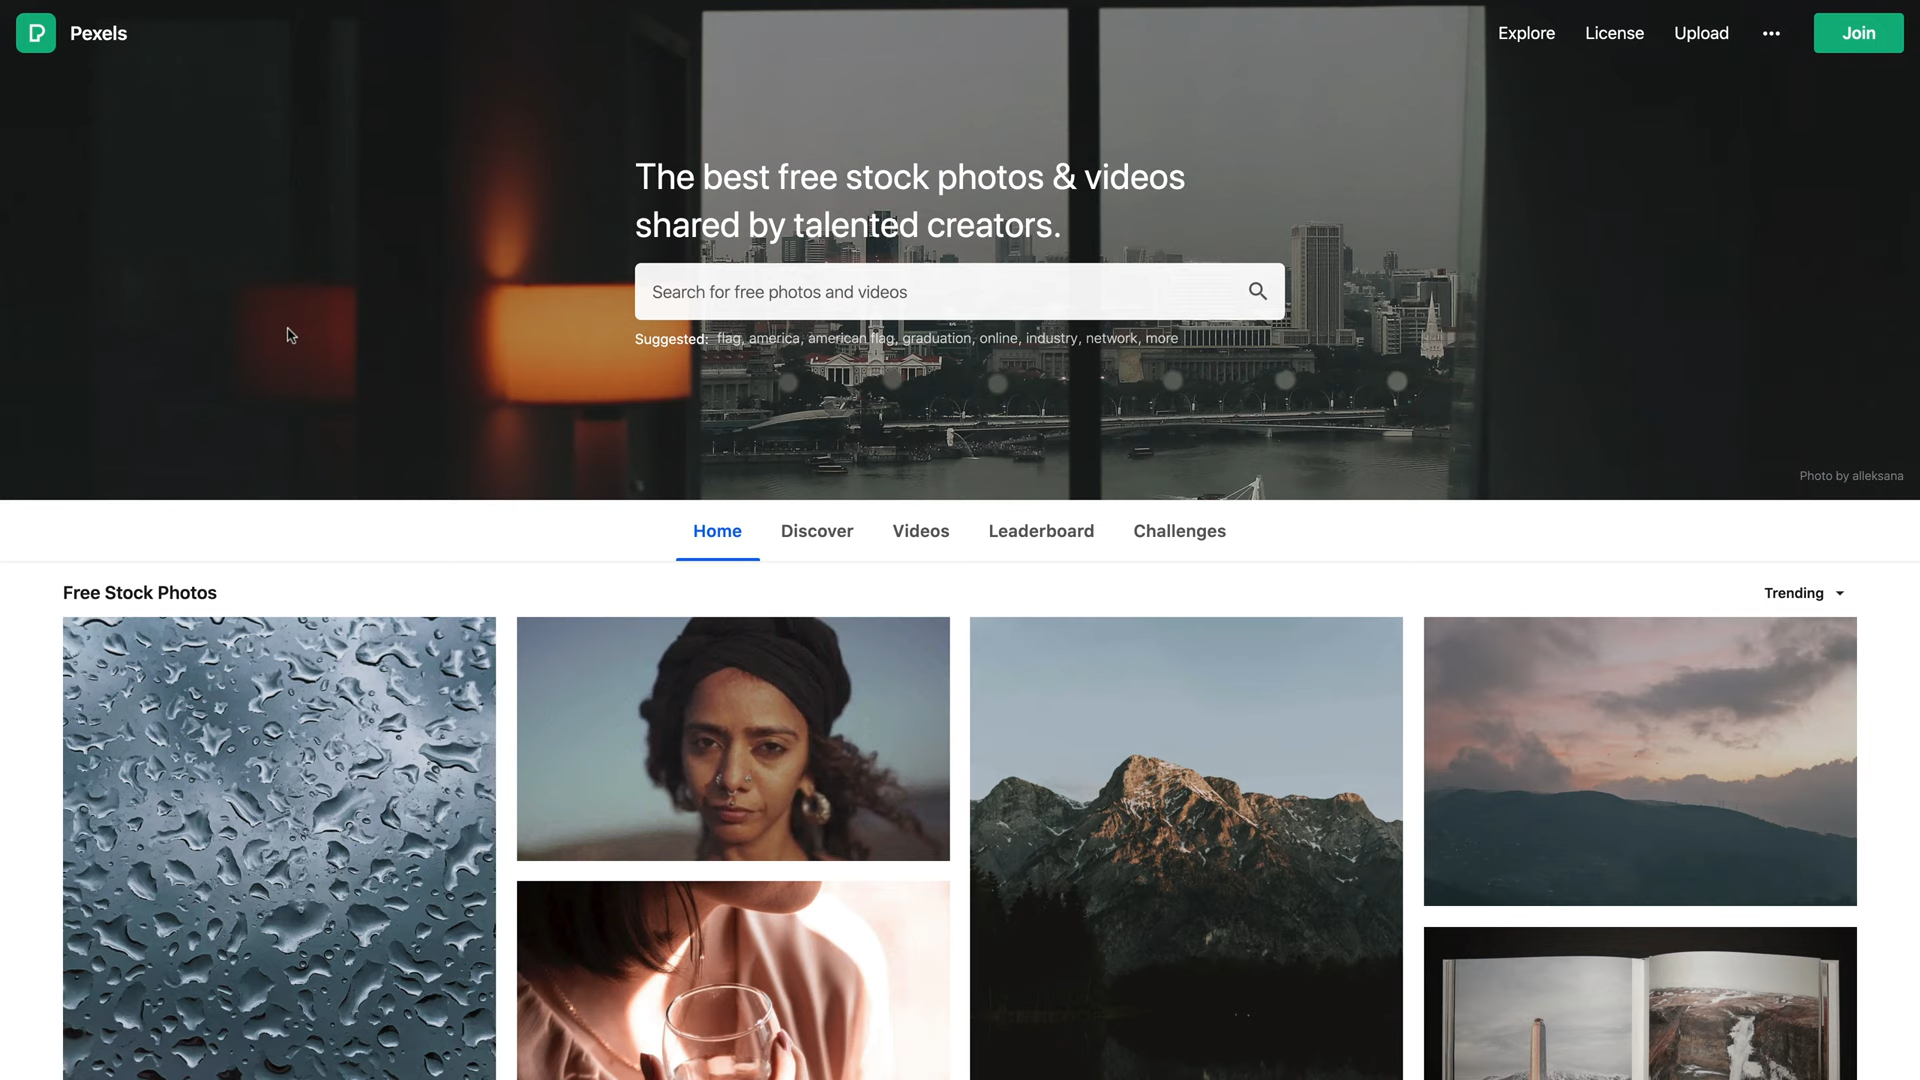 Pexels
Explore
License
Upload
Join
The best free stock photos & videos
shared by talented creators.
Search for free photos and videos
Suggested: flag, america, american flag, graduation, online, industry, network, more
Photo by alleksana
Home
Discover
Videos
Leaderboard
Challenges
Free Stock Photos
Trending